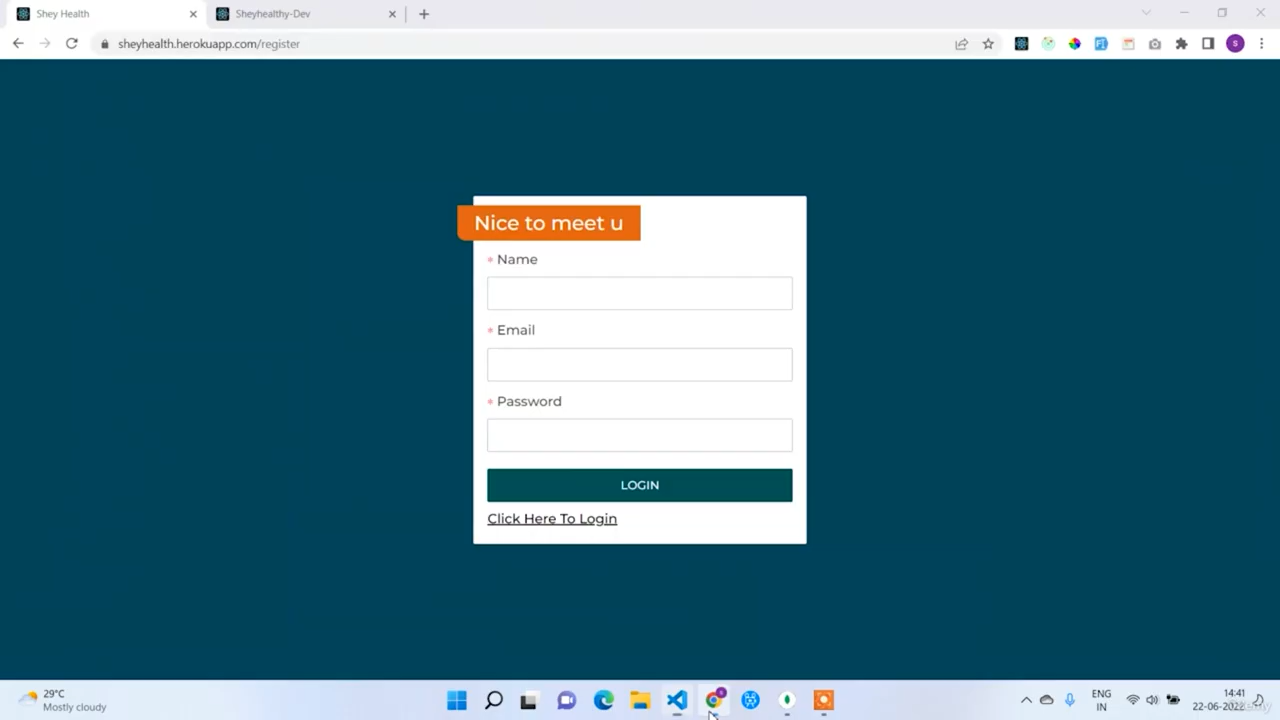 Shey Health
Sheyhealthy-Dev
sheyhealth.herokuapp.com/register
S
Nice to meet u
* Name
* Email
* Password
LOGIN
Click Here To Login
29°C
Mostly cloudy
ENG
IN
14:41
22-06-2022